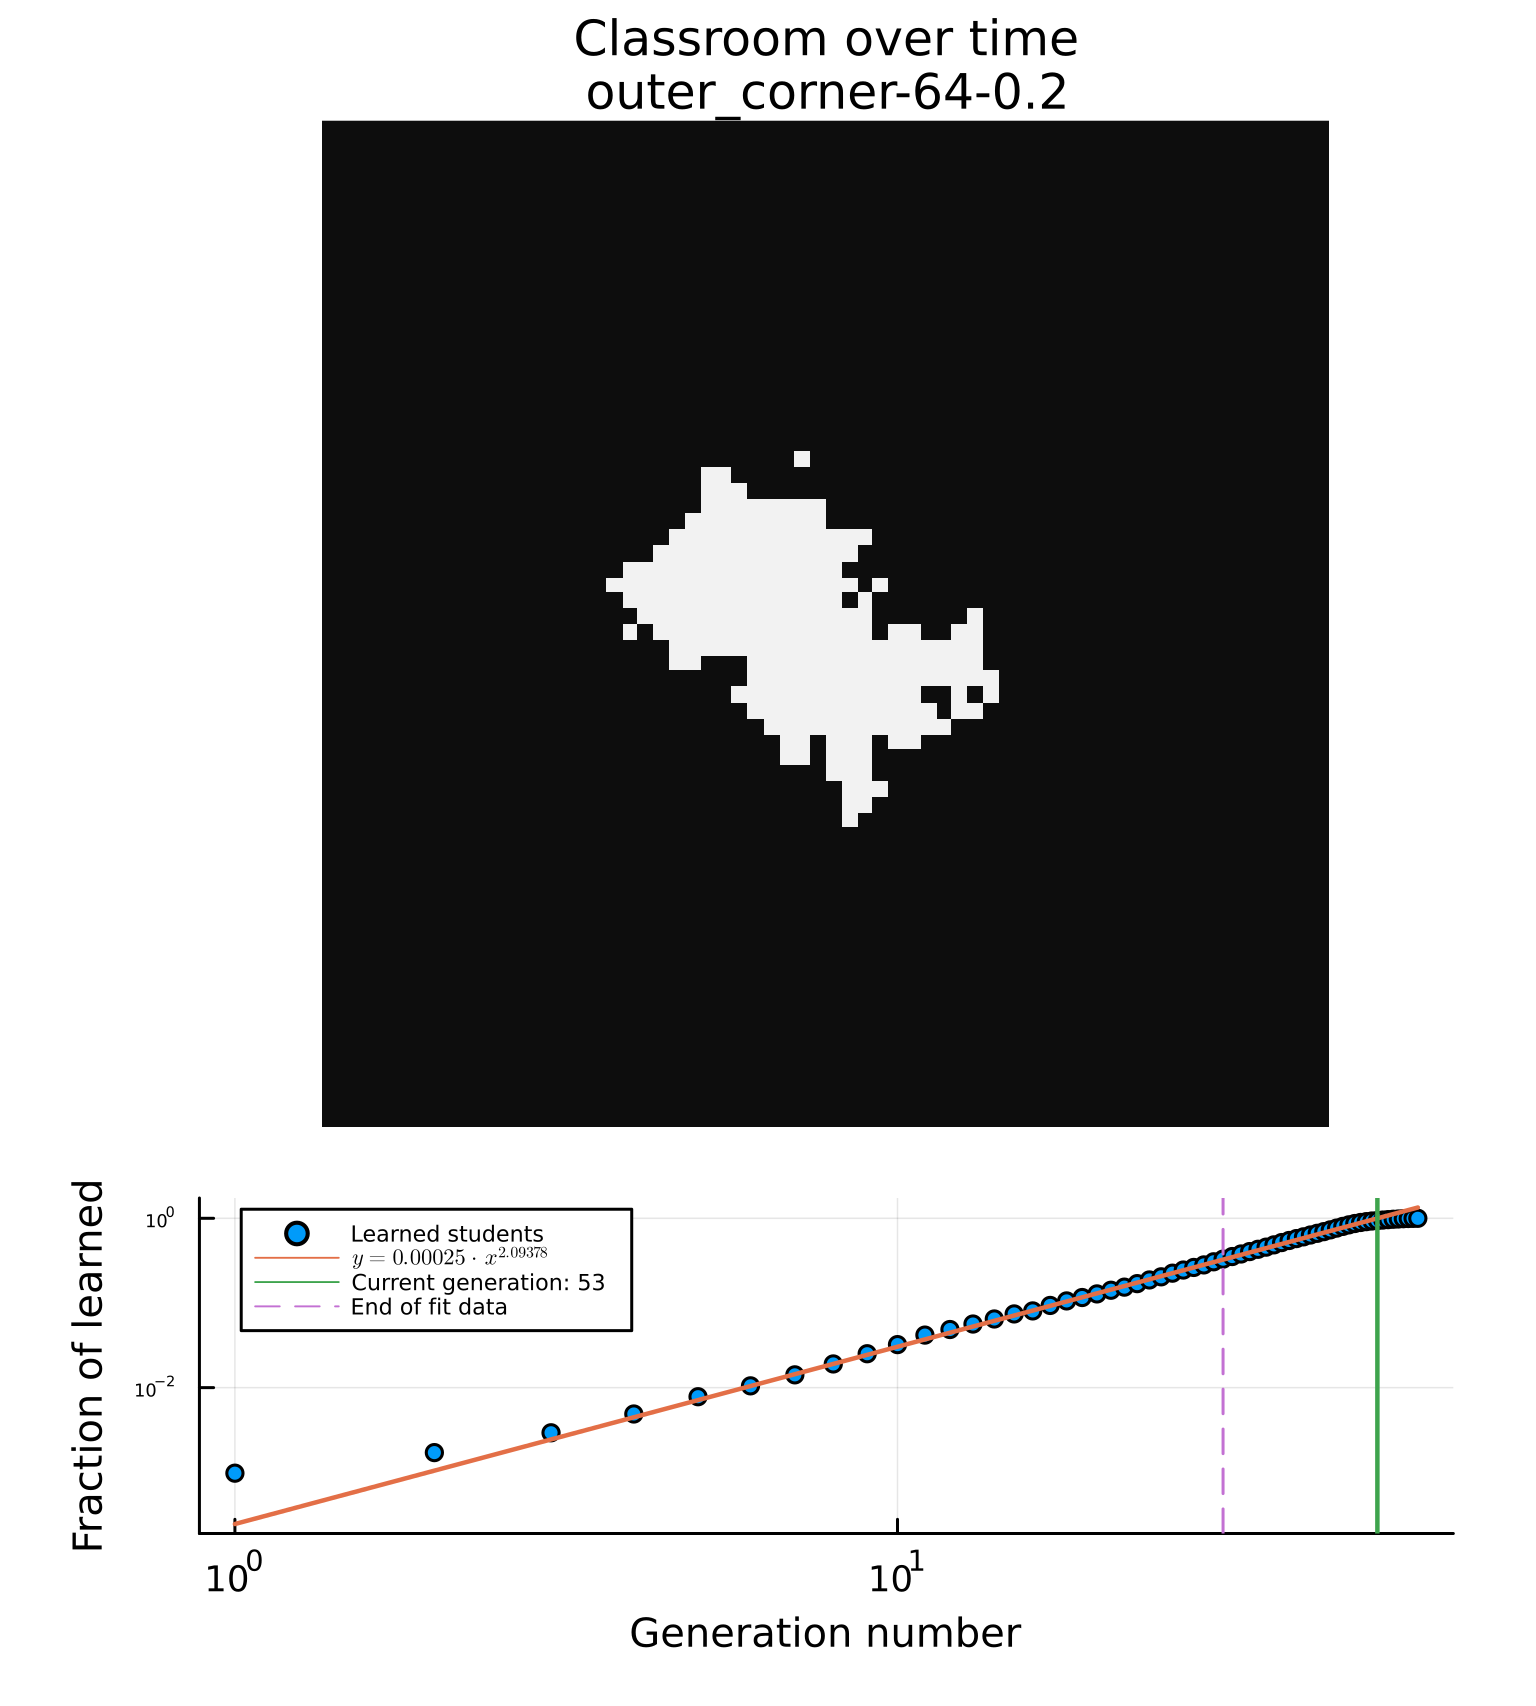 Classroom over time
outer_corner-64-0.2
Fraction of learned
10^0
10^-2
Learned students
y = 0.00025 · x^2.09378
Current generation: 53
End of fit data
10^0
10^1
Generation number